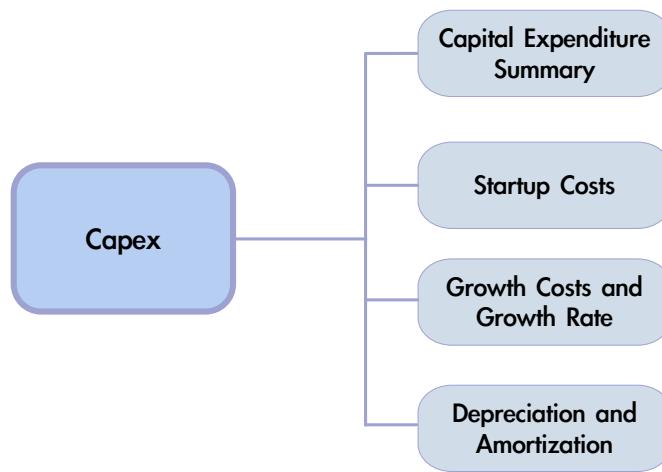 Capital Expenditure
Summary
Startup Costs
Capex
Growth Costs and
Growth Rate
Depreciation and
Amortization